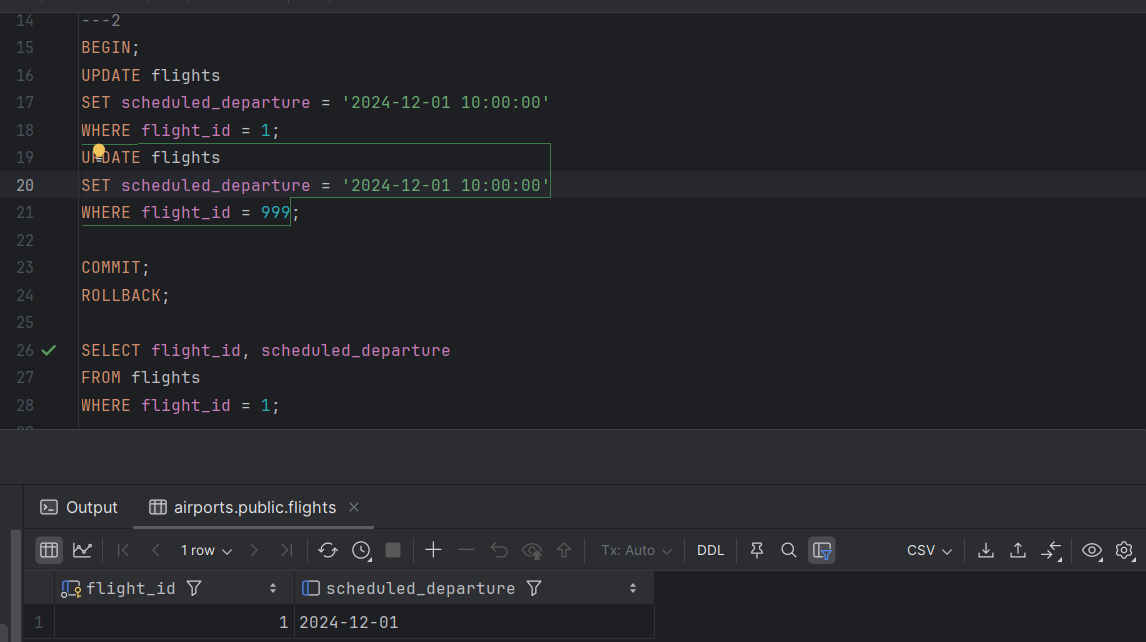 14 ---2
15 BEGIN;
16 UPDATE flights
17 SET scheduled_departure = '2024-12-01 10:00:00'
18 WHERE flight_id = 1;
19 UPDATE flights
20 SET scheduled_departure = '2024-12-01 10:00:00'
21 WHERE flight_id = 999;
22
23 COMMIT;
24 ROLLBACK;
25
26 SELECT flight_id, scheduled_departure
27 FROM flights
28 WHERE flight_id = 1;
Output airports.public.flights
1 row Tx: Auto DDL CSV
flight_id scheduled_departure
1 1 2024-12-01